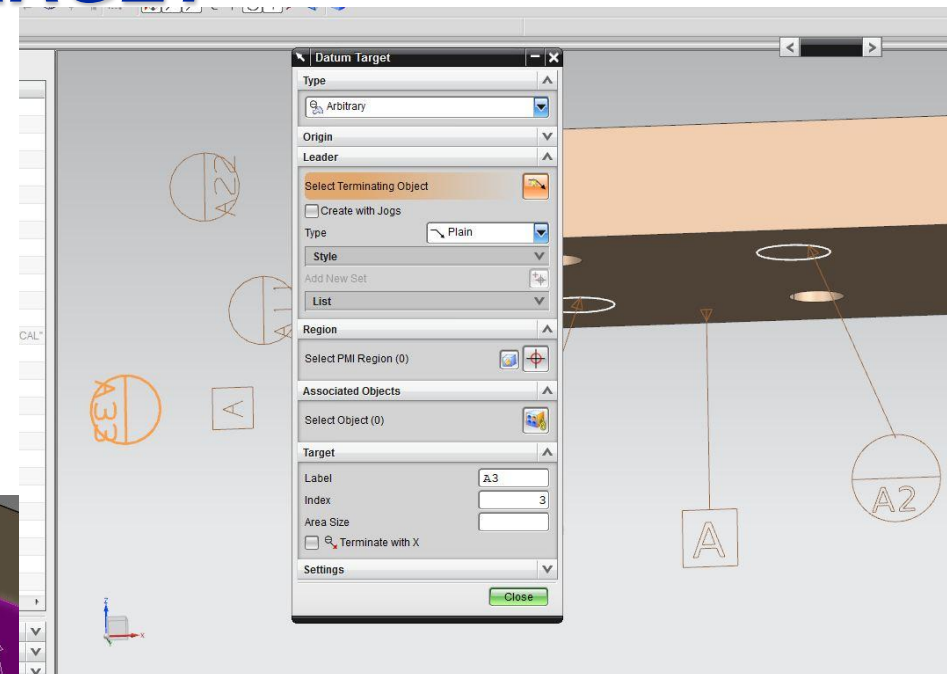 Datum Target
Type
Arbitrary
Origin
Leader
Select Terminating Object
Create with Jogs
Type
Plain
Style
Add New Set
List
Region
Select PMI Region (0)
Associated Objects
Select Object (0)
Target
Label
A3
Index
3
Area Size
Terminate with X
Settings
Close
A22
A11
A33
A
A
A2
CAL"
Z
X